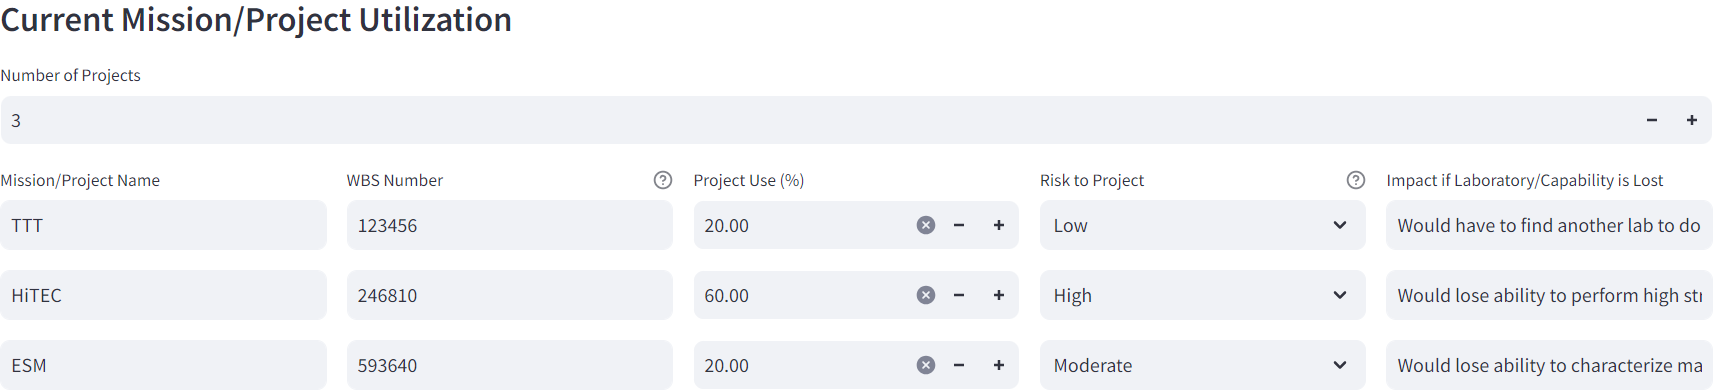 Current Mission/Project Utilization
Number of Projects
3
Mission/Project Name WBS Number Project Use (%) Risk to Project Impact if Laboratory/Capability is Lost
TTT 123456 20.00 Low Would have to find another lab to do
HiTEC 246810 60.00 High Would lose ability to perform high
ESM 593640 20.00 Moderate Would lose ability to characterize ma